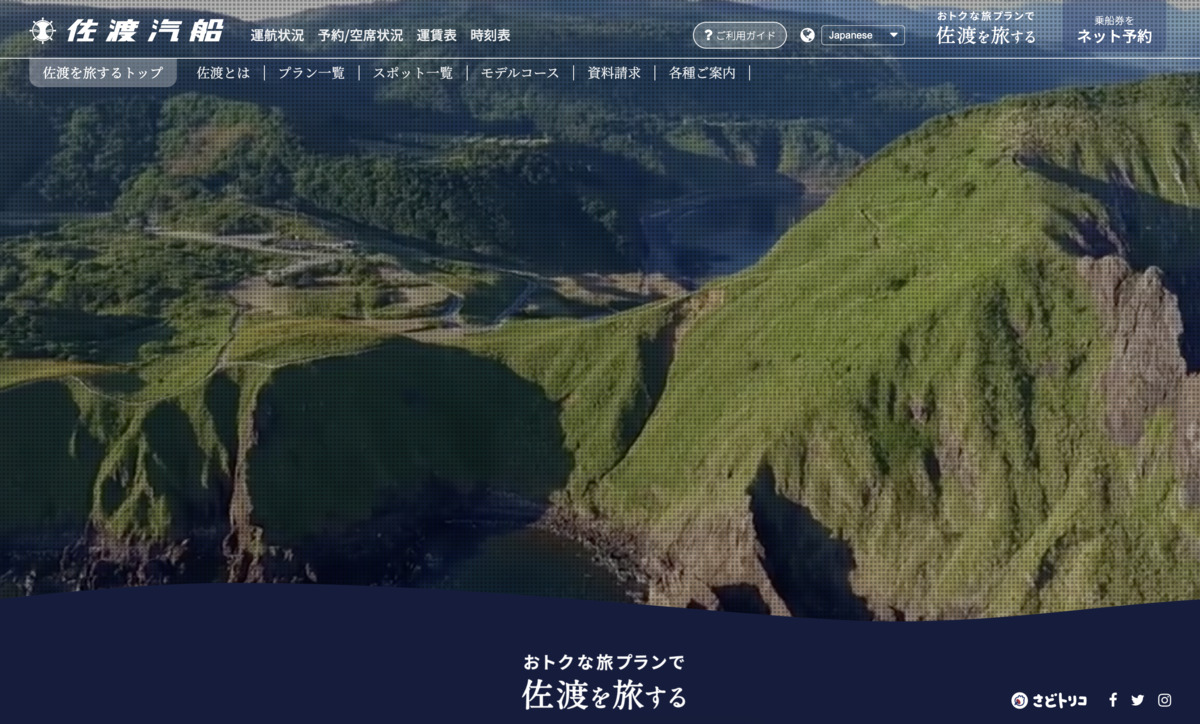 佐渡汽船
運航状況 予約/空席状況 運賃表 時刻表
? ご利用ガイド
Japanese
おトクな旅プランで
佐渡を旅する
乗船券を
ネット予約
佐渡を旅するトップ
佐渡とは | プラン一覧 | スポット一覧 | モデルコース | 資料請求 | 各種ご案内 |
おトクな旅プランで
佐渡を旅する
さどトリコ